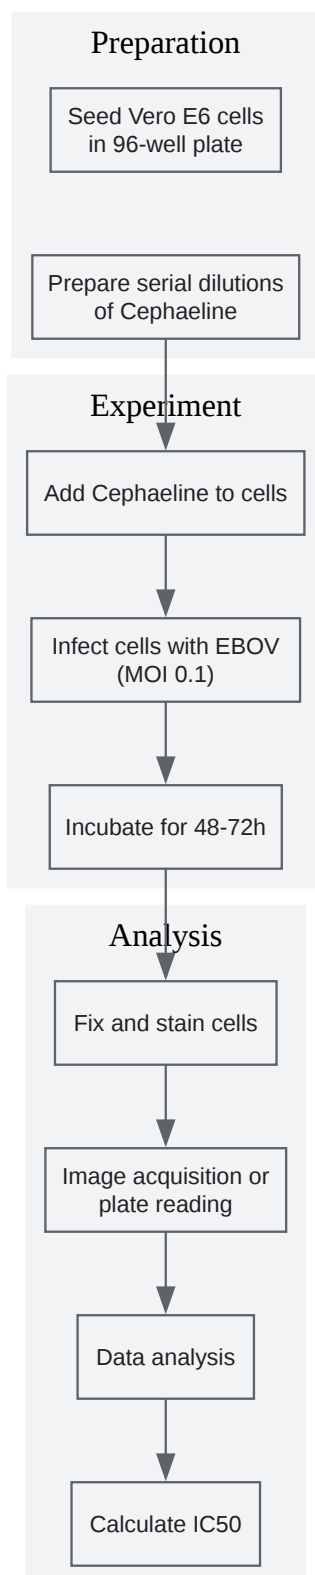 Preparation
Seed Vero E6 cells
in 96-well plate
Prepare serial dilutions
of Cephaeline
Experiment
Add Cephaeline to cells
Infect cells with EBOV
(MOI 0.1)
Incubate for 48-72h
Analysis
Fix and stain cells
Image acquisition or
plate reading
Data analysis
Calculate IC50